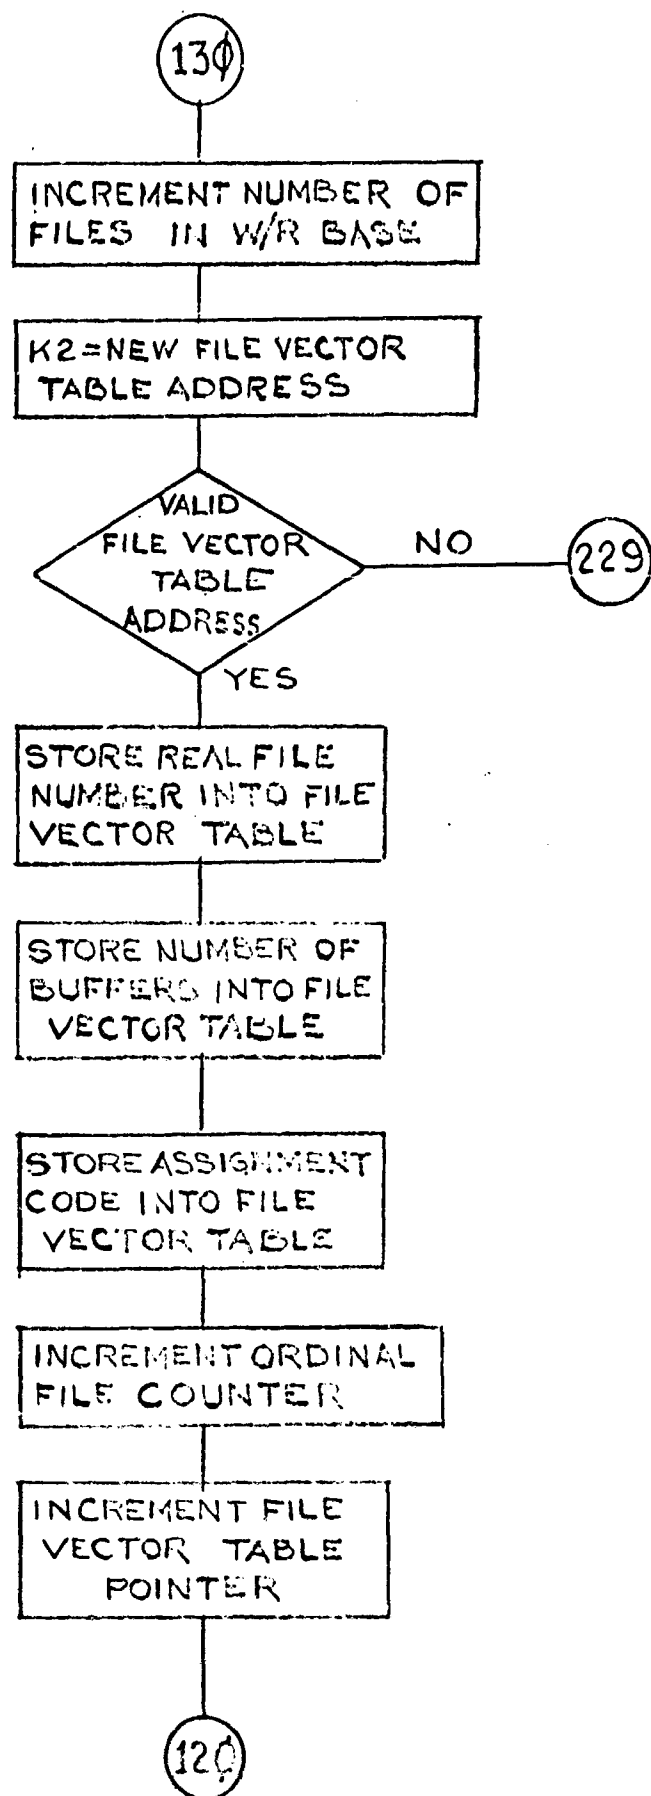 13φ
INCREMENT NUMBER OF
FILES IN W/R BASE
K2=NEW FILE VECTOR
TABLE ADDRESS
VALID
FILE VECTOR
TABLE
ADDRESS
NO
229
YES
STORE REAL FILE
NUMBER INTO FILE
VECTOR TABLE
STORE NUMBER OF
BUFFERS INTO FILE
VECTOR TABLE
STORE ASSIGNMENT
CODE INTO FILE
VECTOR TABLE
INCREMENT ORDINAL
FILE COUNTER
INCREMENT FILE
VECTOR TABLE
POINTER
12φ